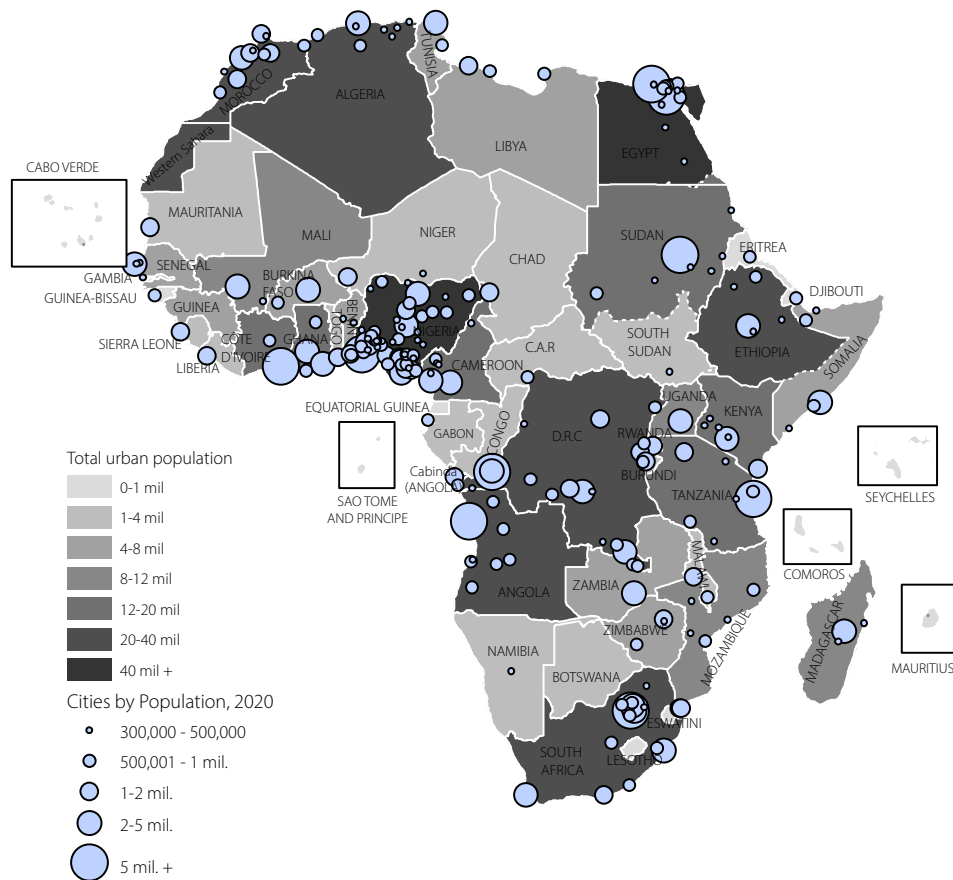 TUNISIA
MOROCCO
ALGERIA
LIBYA
EGYPT
Western Sahara
CABO VERDE
MAURITANIA
MALI
NIGER
CHAD
SUDAN
ERITREA
SENEGAL
GAMBIA
GUINEA-BISSAU
BURKINA
FASO
GUINEA
BENIN
TOGO
NIGERIA
DJIBOUTI
SIERRA LEONE
CÔTE
D'IVOIRE
GHANA
LIBERIA
C.A.R
SOUTH
SUDAN
ETHIOPIA
SOMALIA
CAMEROON
EQUATORIAL GUINEA
GABON
CONGO
D.R.C
UGANDA
KENYA
RWANDA
BURUNDI
Cabinda
(ANGOLA)
TANZANIA
SEYCHELLES
SAO TOME
AND PRINCIPE
Total urban population
0-1 mil
1-4 mil
4-8 mil
8-12 mil
12-20 mil
20-40 mil
40 mil +
COMOROS
ANGOLA
ZAMBIA
MALAWI
MOZAMBIQUE
ZIMBABWE
MADAGASCAR
MAURITIUS
NAMIBIA
BOTSWANA
ESWATINI
SOUTH
AFRICA
LESOTHO
Cities by Population, 2020
300,000 - 500,000
500,001 - 1 mil.
1-2 mil.
2-5 mil.
5 mil. +